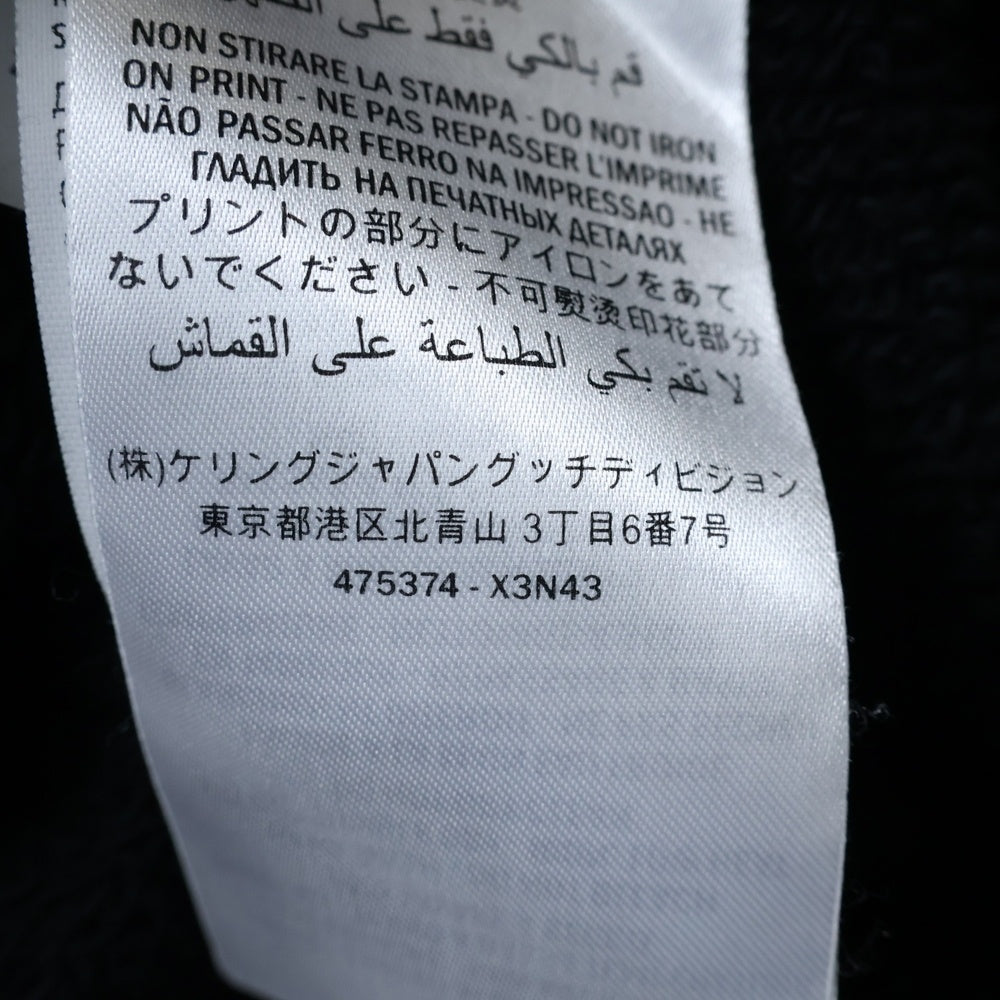 قم بالكي فقط على
NON STIRARE LA STAMPA - DO NOT IRON
ON PRINT - NE PAS REPASSER L'IMPRIME
NÃO PASSAR FERRO NA IMPRESSAO - НЕ
ГЛАДИТЬ НА ПЕЧАТНЫХ ДЕТАЛЯХ
プリントの部分にアイロンをあて
ないでください - 不可熨烫印花部分
لا تقم بكي الطباعة على القماش
(株)ケリングジャパングッチディビジョン
東京都港区北青山 3丁目6番7号
475374 - X3N43